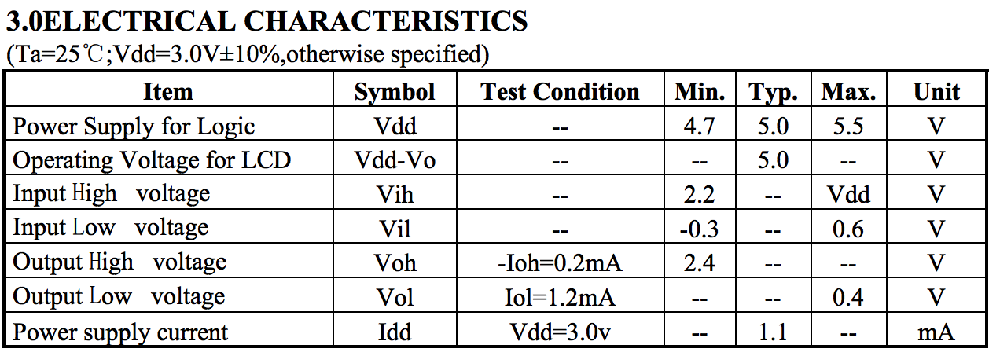 3.0ELECTRICAL CHARACTERISTICS
(Ta=25℃;Vdd=3.0V±10%,otherwise specified)
Item Symbol Test Condition Min. Typ. Max. Unit
Power Supply for Logic Vdd -- 4.7 5.0 5.5 V
Operating Voltage for LCD Vdd-Vo -- -- 5.0 -- V
Input High voltage Vih -- 2.2 -- Vdd V
Input Low voltage Vil -- -0.3 -- 0.6 V
Output High voltage Voh -Ioh=0.2mA 2.4 -- -- V
Output Low voltage Vol Iol=1.2mA -- -- 0.4 V
Power supply current Idd Vdd=3.0v -- 1.1 -- mA